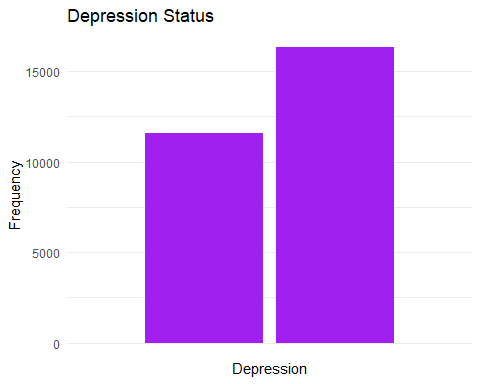 Depression Status
15000
10000
5000
0
Frequency
Depression